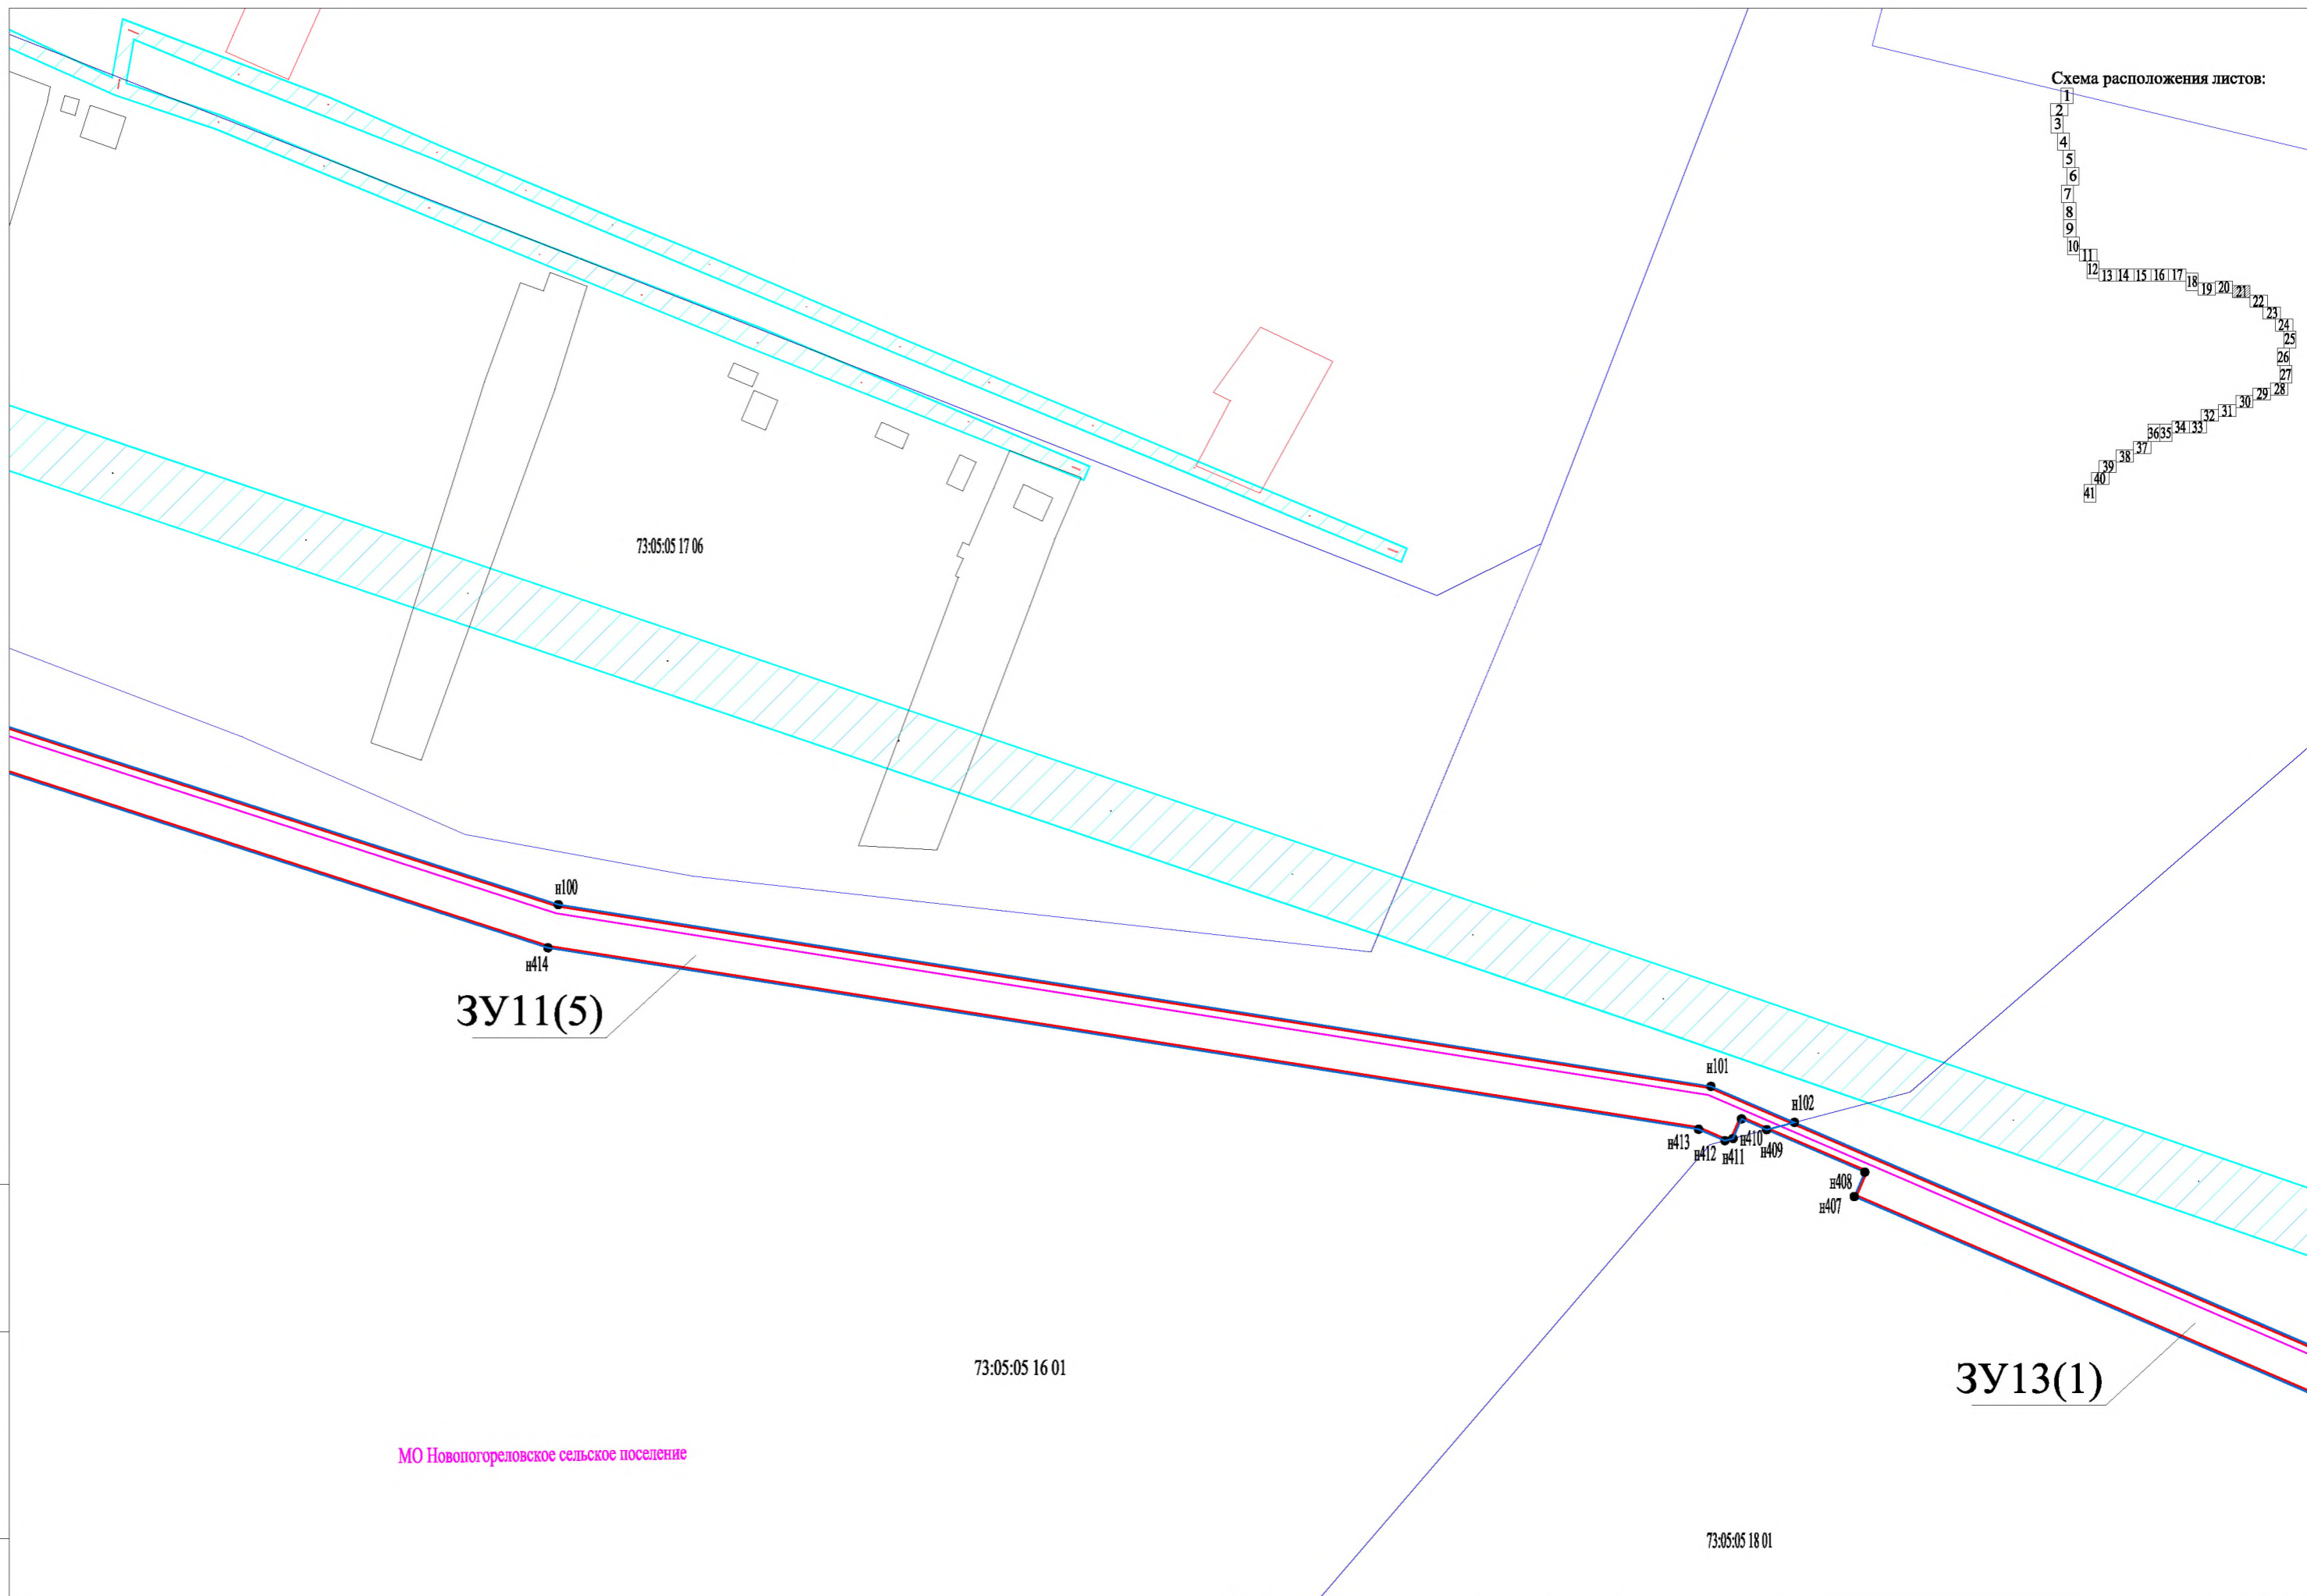 Схема расположения листов:
1
2
3
4
5
6
7
8
9
10
11
12 13 14 15 16 17 18 19 20 21 22
23
24
25
26
27
28
29
30
31
32
33
34
35
36
37
38
39
40
41
73:05:05 17 06
н100
н414
ЗУ11(5)
н101
н102
н413
н412
н411
н410
н409
н408
н407
73:05:05 16 01
ЗУ13(1)
МО Новопогореловское сельское поселение
73:05:05 18 01